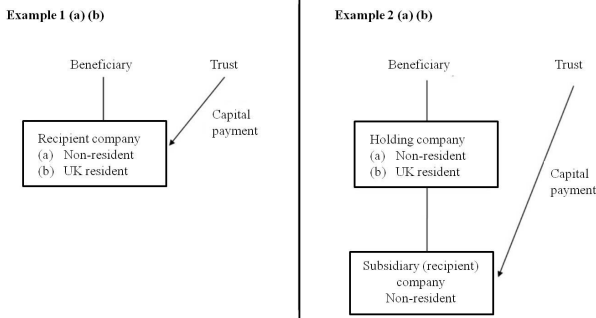 Example 1 (a) (b)
Beneficiary
Trust
Capital
payment
Recipient company
(a) Non-resident
(b) UK resident
Example 2 (a) (b)
Beneficiary
Trust
Holding company
(a) Non-resident
(b) UK resident
Capital
payment
Subsidiary (recipient)
company
Non-resident